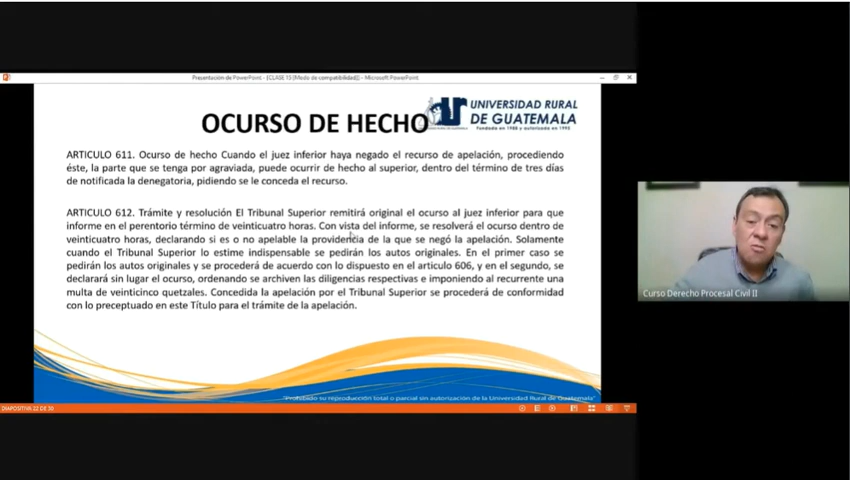 Presentación de PowerPoint - [CLASE 15 [Modo de compatibilidad]] - Microsoft PowerPoint
OCURSO DE HECHO
UNIVERSIDAD RURAL
DE GUATEMALA
Fundada en 1988 y autorizada en 1995
ARTICULO 611. Ocurso de hecho Cuando el juez inferior haya negado el recurso de apelación, procediendo
éste, la parte que se tenga por agraviada, puede ocurrir de hecho al superior, dentro del término de tres días
de notificada la denegatoria, pidiendo se le conceda el recurso.
ARTICULO 612. Trámite y resolución El Tribunal Superior remitirá original el ocurso al juez inferior para que
informe en el perentorio término de veinticuatro horas. Con vista del informe, se resolverá el ocurso dentro de
veinticuatro horas, declarando si es o no apelable la providencia de la que se negó la apelación. Solamente
cuando el Tribunal Superior lo estime indispensable se pedirán los autos originales. En el primer caso se
pedirán los autos originales y se procederá de acuerdo con lo dispuesto en el articulo 606, y en el segundo, se
declarará sin lugar el ocurso, ordenando se archiven las diligencias respectivas e imponiendo al recurrente una
multa de veinticinco quetzales. Concedida la apelación por el Tribunal Superior se procederá de conformidad
con lo preceptuado en este Título para el trámite de la apelación.
Curso Derecho Procesal Civil II
"Prohibido su reproducción total o parcial sin autorización de la Universidad Rural de Guatemala"
DIAPOSITIVA 22 DE 30